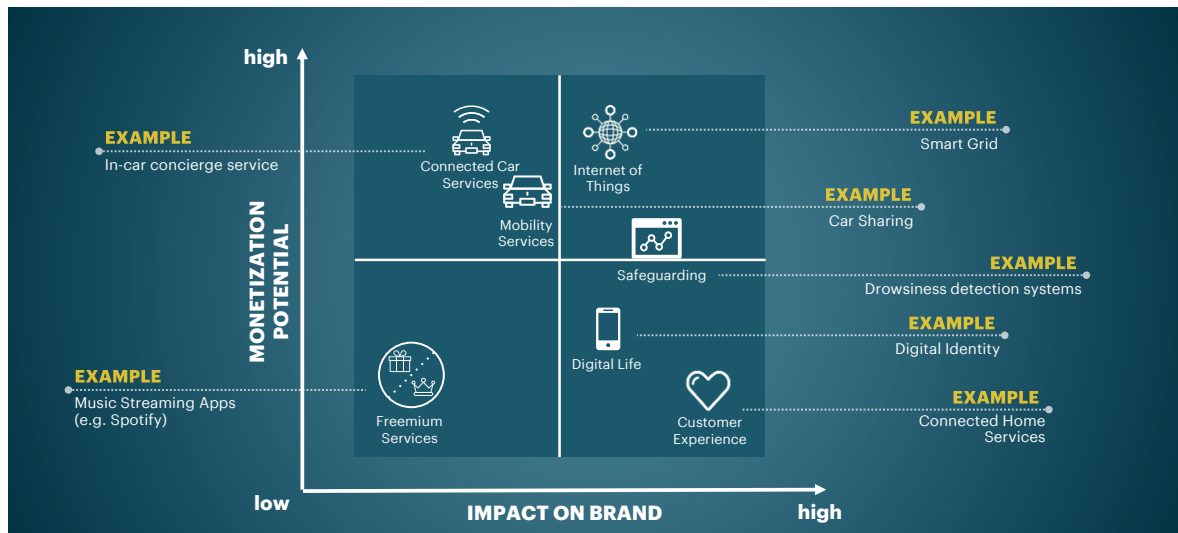 high
EXAMPLE
In-car concierge service
Connected Car
Services
Internet of
Things
EXAMPLE
Smart Grid
Mobility
Services
EXAMPLE
Car Sharing
MONETIZATION
POTENTIAL
Safeguarding
EXAMPLE
Drowsiness detection systems
Digital Life
EXAMPLE
Digital Identity
EXAMPLE
Music Streaming Apps
(e.g. Spotify)
Freemium
Services
Customer
Experience
EXAMPLE
Connected Home
Services
low
IMPACT ON BRAND
high